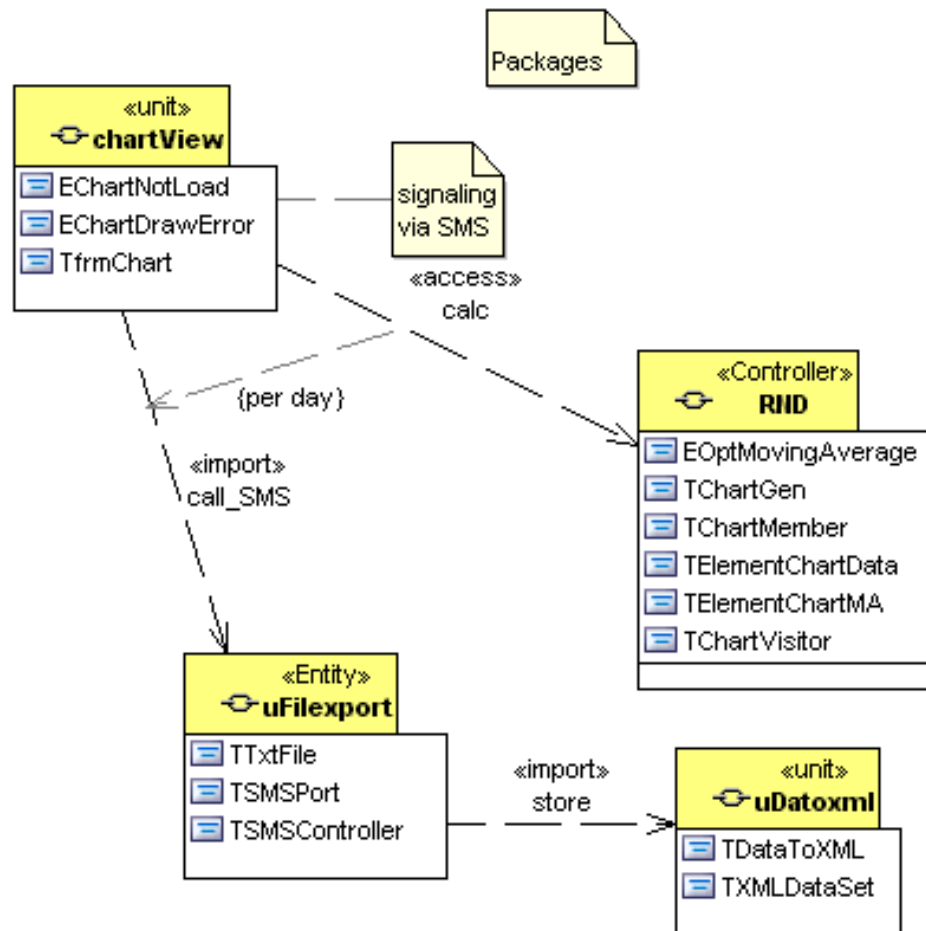 Packages
«unit»
chartView
EChartNotLoad
EChartDrawError
TfrmChart
signaling
via SMS
«access»
calc
{per day}
«import»
call_SMS
«Controller»
RND
EOptMovingAverage
TChartGen
TChartMember
TElementChartData
TElementChartMA
TChartVisitor
«Entity»
uFilexport
TTxtFile
TSMSPort
TSMSController
«import»
store
«unit»
uDatoxml
TDataToXML
TXMLDataSet